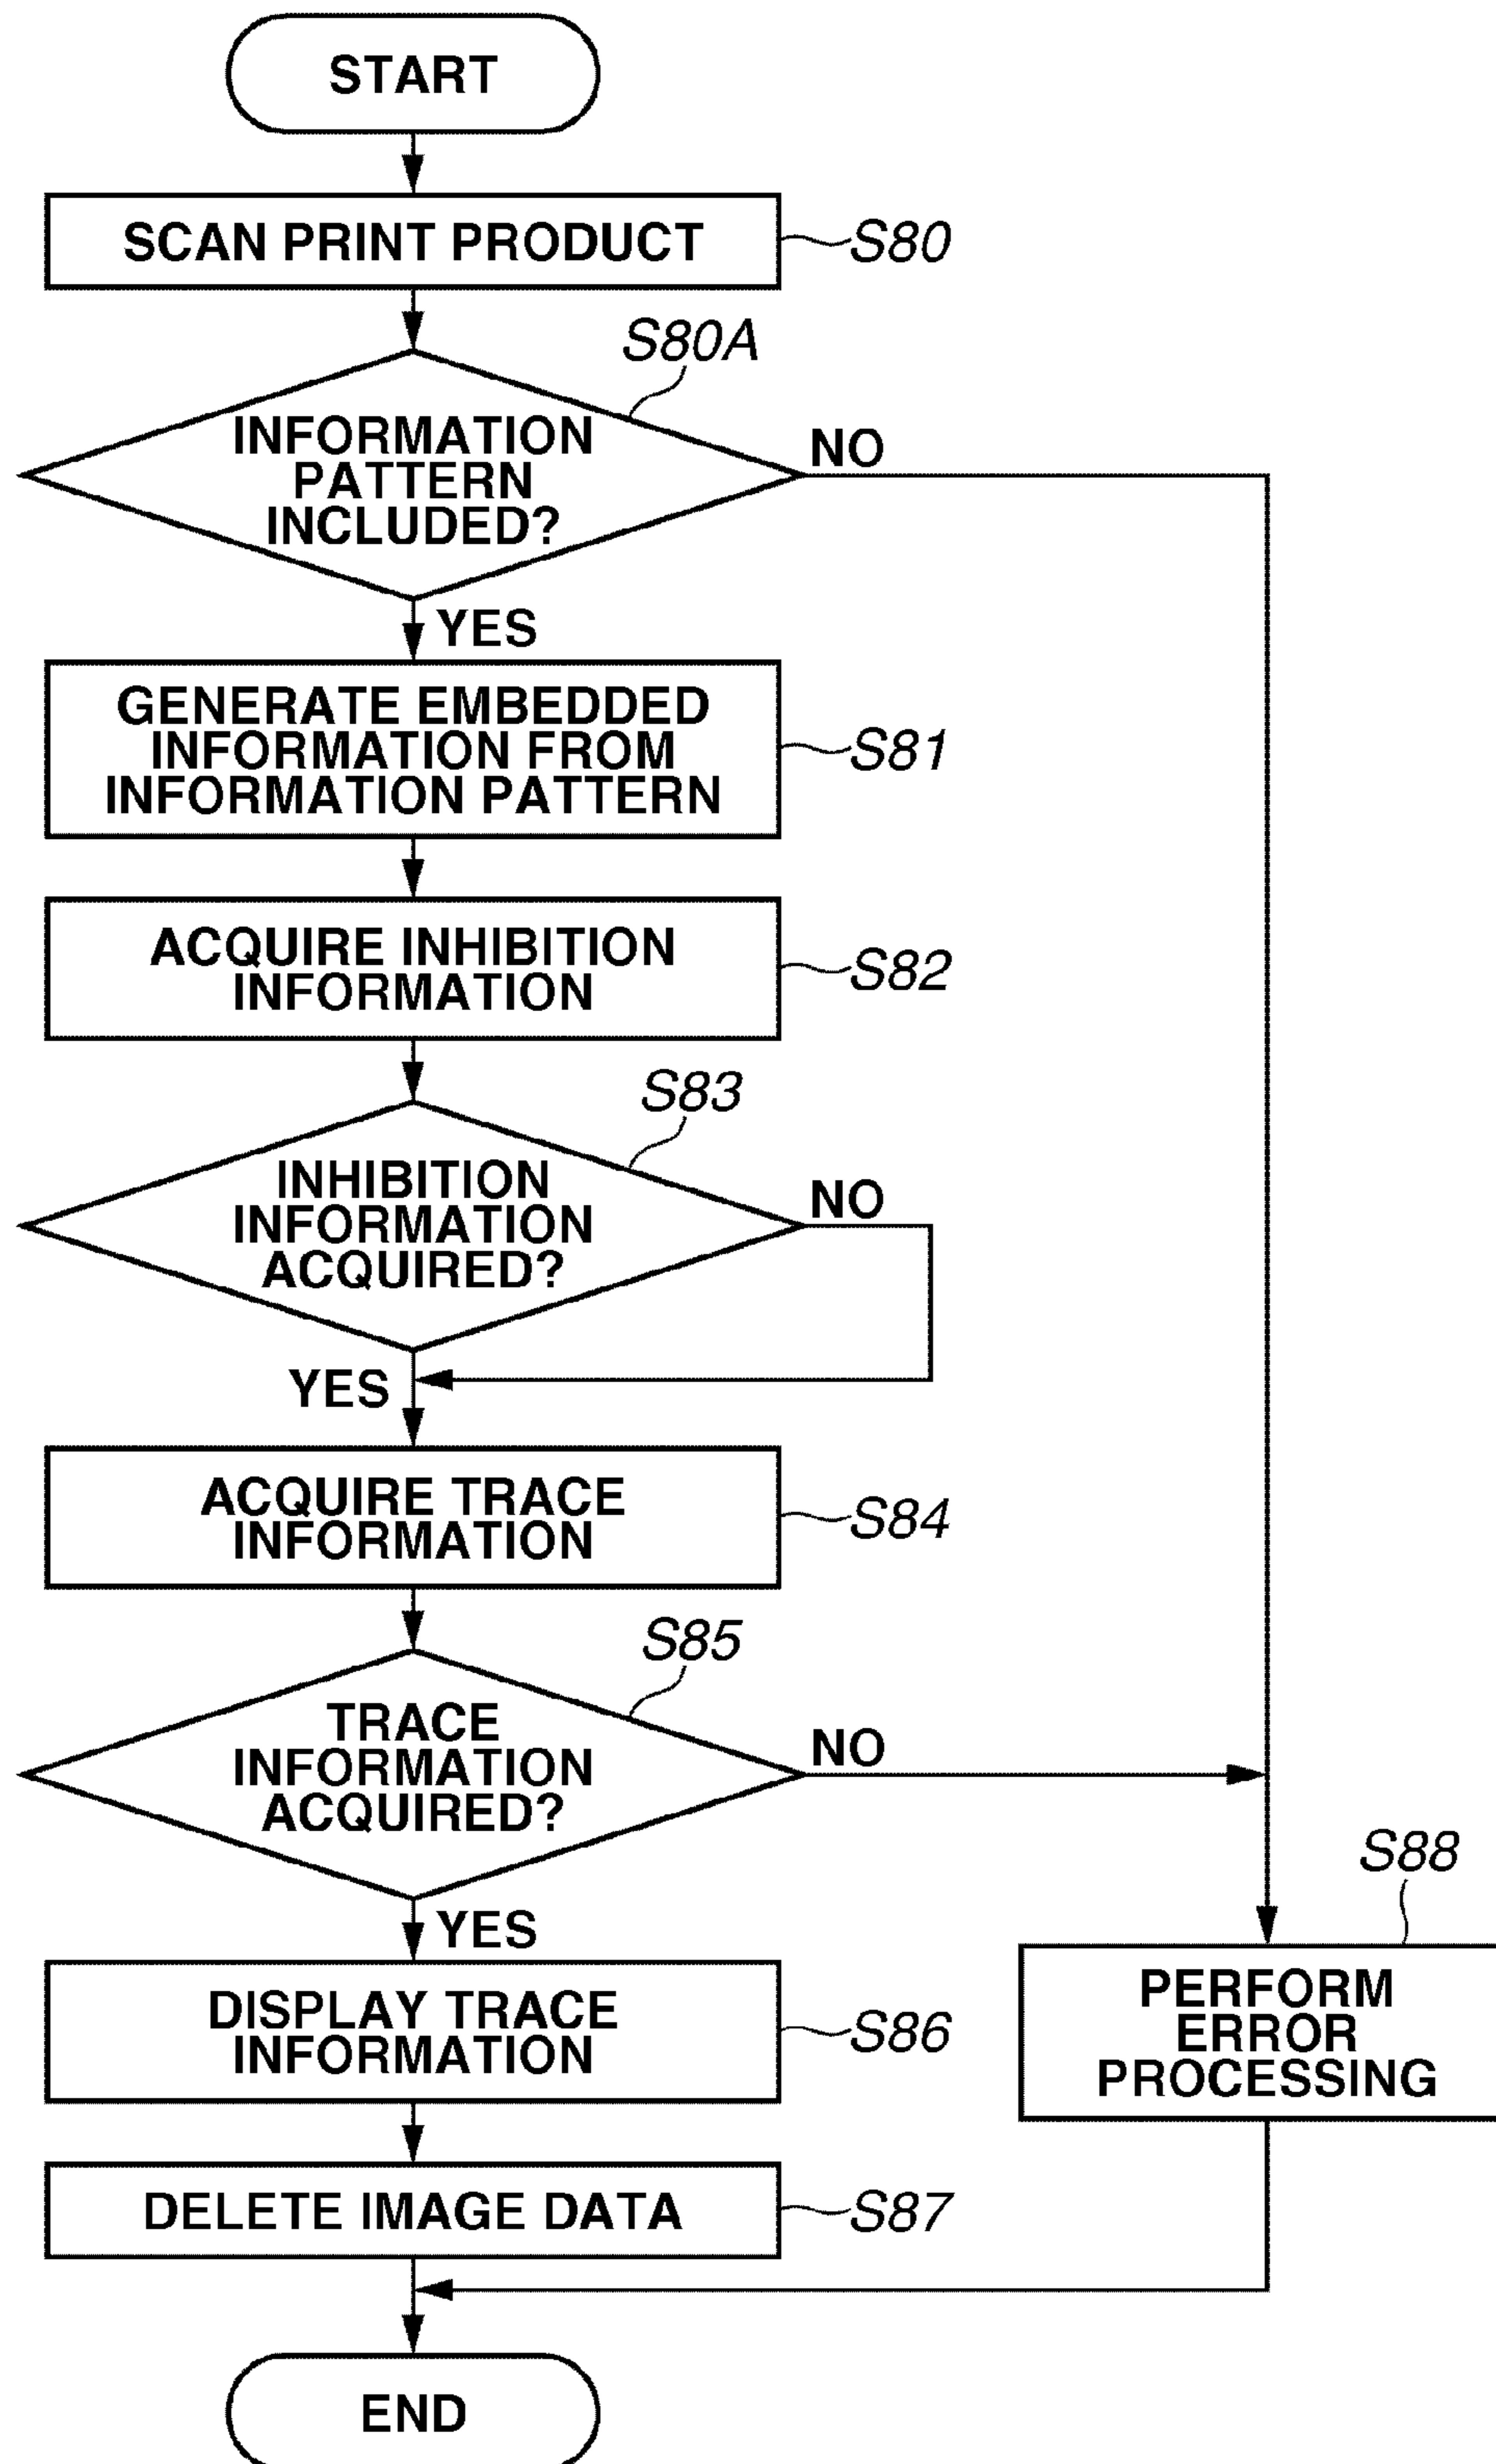 START
SCAN PRINT PRODUCT
S80
S80A
INFORMATION
PATTERN
INCLUDED?
NO
YES
GENERATE EMBEDDED
INFORMATION FROM
INFORMATION PATTERN
S81
ACQUIRE INHIBITION
INFORMATION
S82
S83
INHIBITION
INFORMATION
ACQUIRED?
NO
YES
ACQUIRE TRACE
INFORMATION
S84
S85
TRACE
INFORMATION
ACQUIRED?
NO
YES
S88
PERFORM
ERROR
PROCESSING
DISPLAY TRACE
INFORMATION
S86
DELETE IMAGE DATA
S87
END